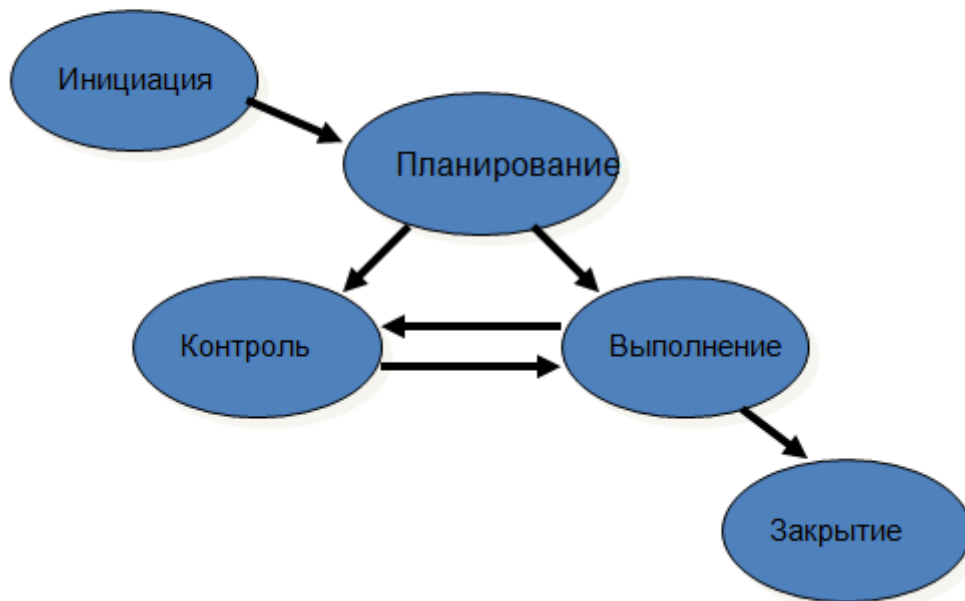 Инициация
Планирование
Контроль
Выполнение
Закрытие